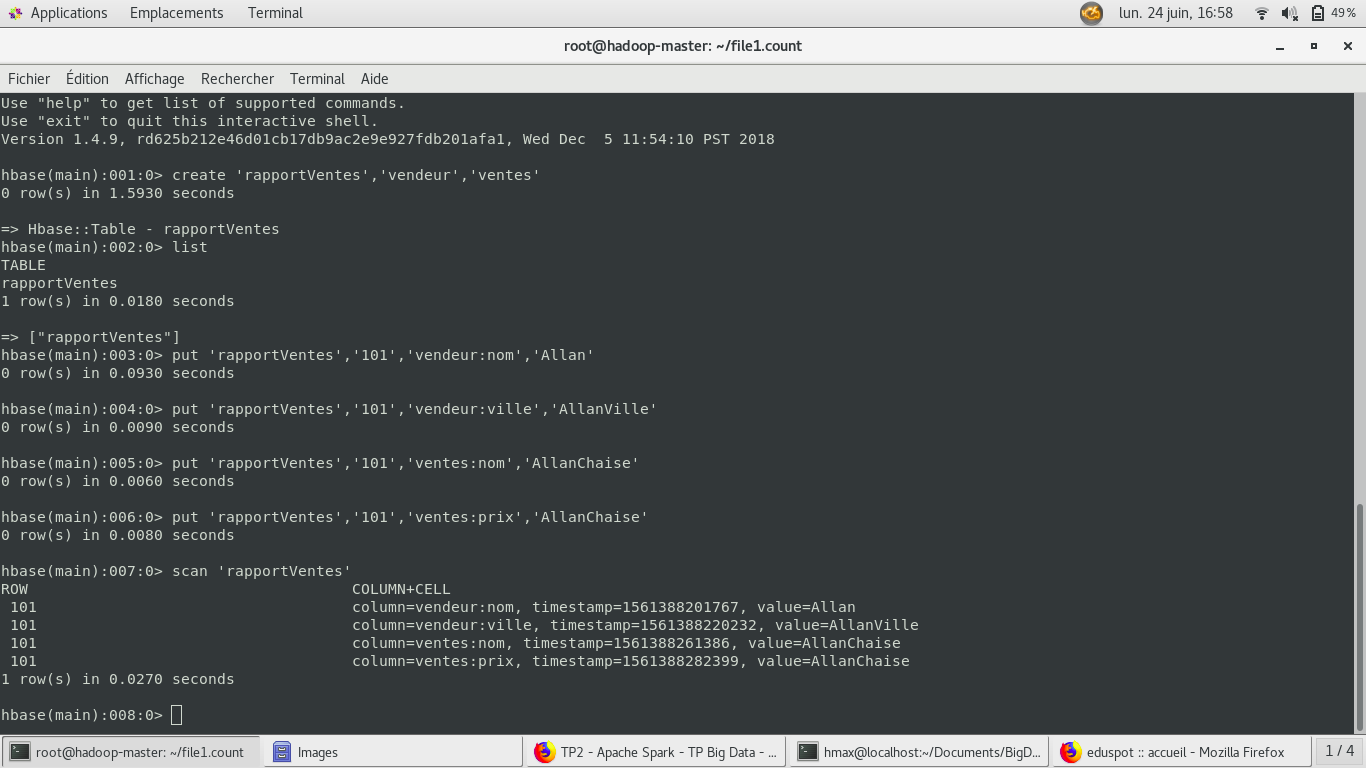 Applications Emplacements Terminal lun. 24 juin, 16:58 49 %
root@hadoop-master: ~/file1.count
Fichier Édition Affichage Rechercher Terminal Aide
Use "help" to get list of supported commands.
Use "exit" to quit this interactive shell.
Version 1.4.9, rd625b212e46d01cb17db9ac2e9e927fdb201afa1, Wed Dec  5 11:54:10 PST 2018
hbase(main):001:0> create 'rapportVentes','vendeur','ventes'
0 row(s) in 1.5930 seconds
=> Hbase::Table - rapportVentes
hbase(main):002:0> list
TABLE
rapportVentes
1 row(s) in 0.0180 seconds
=> ["rapportVentes"]
hbase(main):003:0> put 'rapportVentes','101','vendeur:nom','Allan'
0 row(s) in 0.0930 seconds
hbase(main):004:0> put 'rapportVentes','101','vendeur:ville','AllanVille'
0 row(s) in 0.0090 seconds
hbase(main):005:0> put 'rapportVentes','101','ventes:nom','AllanChaise'
0 row(s) in 0.0060 seconds
hbase(main):006:0> put 'rapportVentes','101','ventes:prix','AllanChaise'
0 row(s) in 0.0080 seconds
hbase(main):007:0> scan 'rapportVentes'
ROW COLUMN+CELL
101 column=vendeur:nom, timestamp=1561388201767, value=Allan
101 column=vendeur:ville, timestamp=1561388220232, value=AllanVille
101 column=ventes:nom, timestamp=1561388261386, value=AllanChaise
101 column=ventes:prix, timestamp=1561388282399, value=AllanChaise
1 row(s) in 0.0270 seconds
hbase(main):008:0>
root@hadoop-master: ~/file1.count Images TP2 - Apache Spark - TP Big Data - ... hmax@localhost:~/Documents/BigD... eduspot :: accueil - Mozilla Firefox 1 / 4